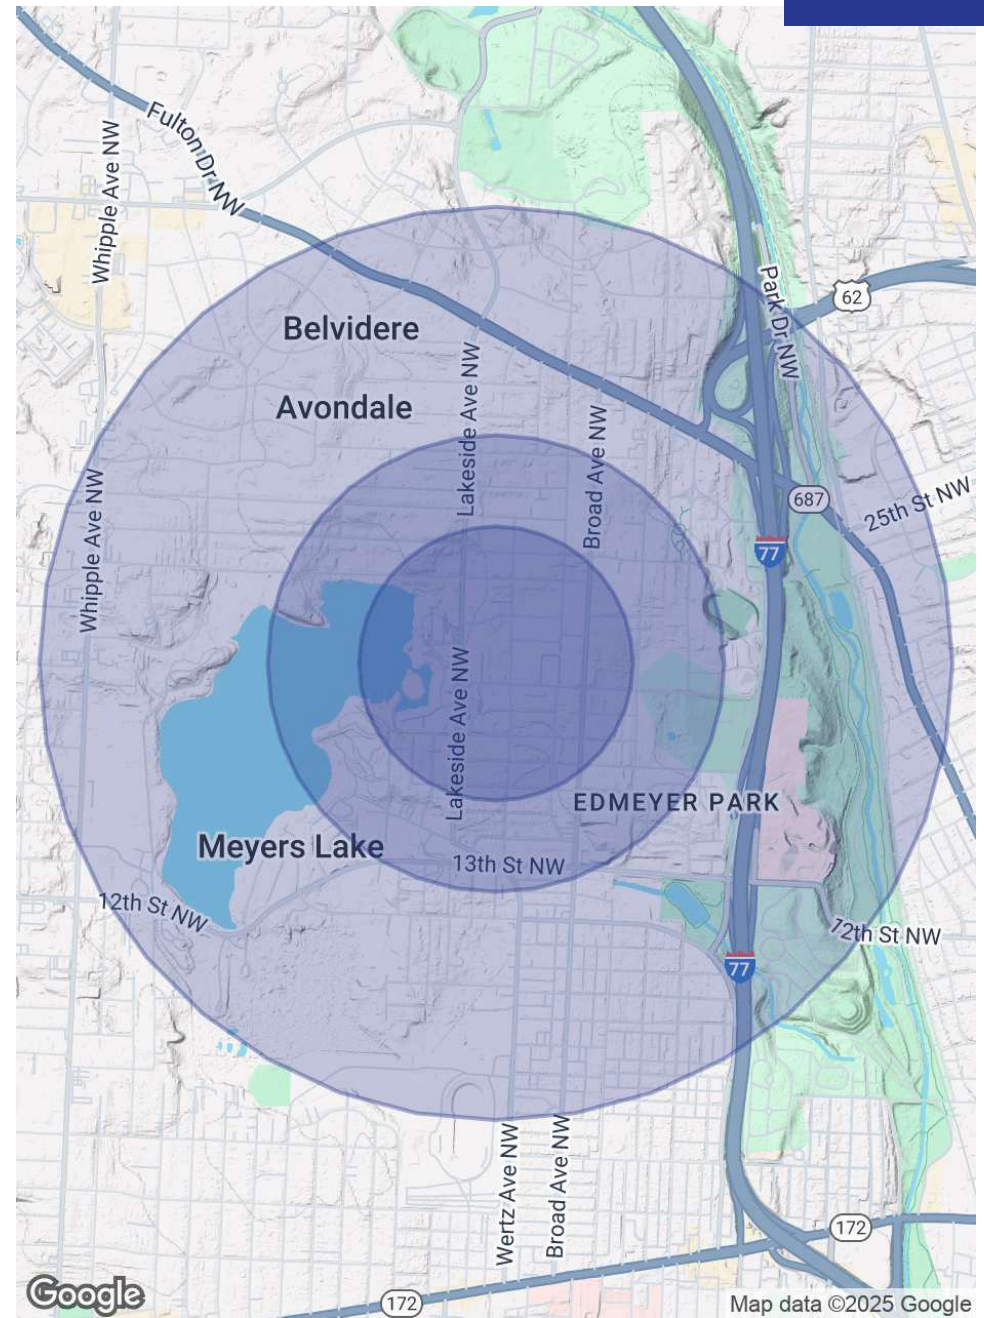 Fulton Dr NW
Whipple Ave NW
Park Dr NW
62
Belvidere
Avondale
Lakeside Ave NW
Broad Ave NW
Whipple Ave NW
687
25th St NW
77
Lakeside Ave NW
EDMEYER PARK
Meyers Lake
13th St NW
12th St NW
12th St NW
77
Wertz Ave NW
Broad Ave NW
172
172
Google
Map data ©2025 Google